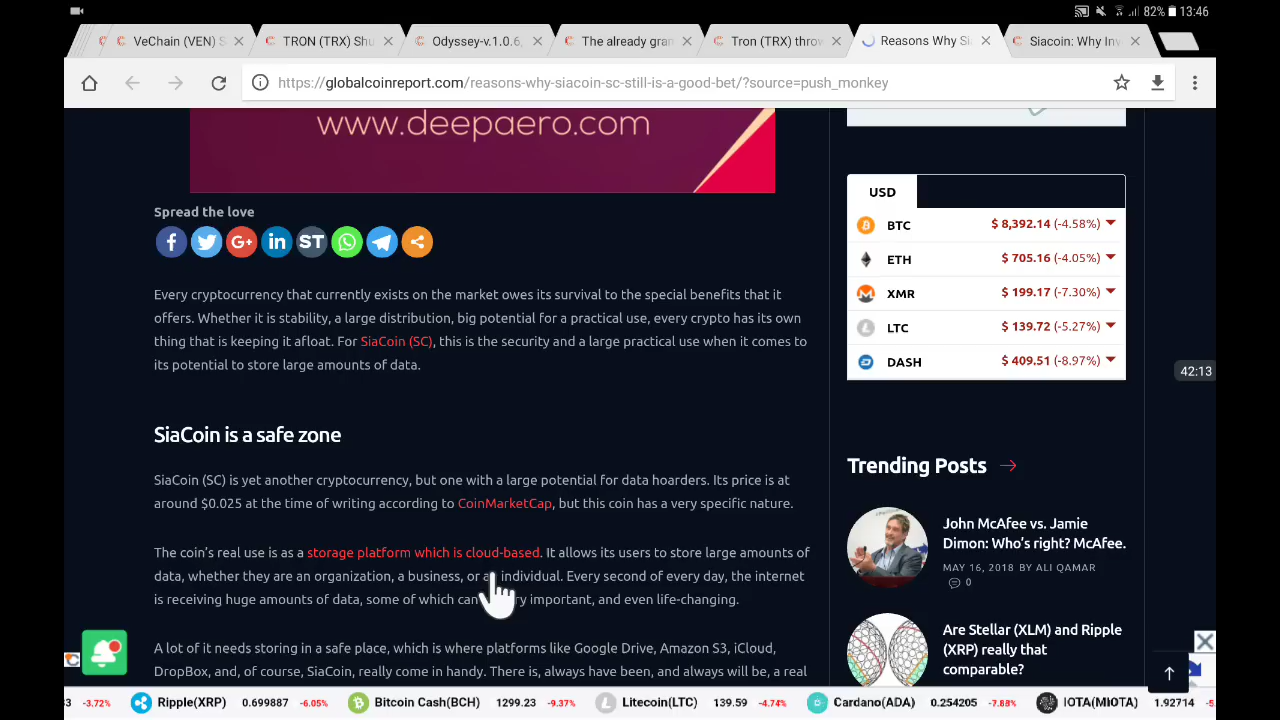 82% 13:46
VeChain (VEN) S
TRON (TRX) Shu
Odyssey-v.1.0.6,
The already gran
Tron (TRX) throw
Reasons Why Si
Siacoin: Why Inv
https://globalcoinreport.com/reasons-why-siacoin-sc-still-is-a-good-bet/?source=push_monkey
www.deepaero.com
Spread the love
Every cryptocurrency that currently exists on the market owes its survival to the special benefits that it
offers. Whether it is stability, a large distribution, big potential for a practical use, every crypto has its own
thing that is keeping it afloat. For SiaCoin (SC), this is the security and a large practical use when it comes to
its potential to store large amounts of data.
SiaCoin is a safe zone
SiaCoin (SC) is yet another cryptocurrency, but one with a large potential for data hoarders. Its price is at
around $0.025 at the time of writing according to CoinMarketCap, but this coin has a very specific nature.
The coin's real use is as a storage platform which is cloud-based. It allows its users to store large amounts of
data, whether they are an organization, a business, or a individual. Every second of every day, the internet
is receiving huge amounts of data, some of which can ry important, and even life-changing.
A lot of it needs storing in a safe place, which is where platforms like Google Drive, Amazon S3, iCloud,
DropBox, and, of course, SiaCoin, really come in handy. There is, always have been, and always will be, a real
USD
BTC $ 8,392.14 (-4.58%)
ETH $ 705.16 (-4.05%)
XMR $ 199.17 (-7.30%)
LTC $ 139.72 (-5.27%)
DASH $ 409.51 (-8.97%)
42:13
Trending Posts
John McAfee vs. Jamie
Dimon: Who's right? McAfee.
MAY 16, 2018 BY ALI QAMAR
0
Are Stellar (XLM) and Ripple
(XRP) really that
comparable?
-3.72% Ripple(XRP) 0.699887 -6.05% Bitcoin Cash(BCH) 1299.23 -9.37% Litecoin(LTC) 139.59 -4.74% Cardano(ADA) 0.254205 -7.88% IOTA(MIOTA) 1.92714